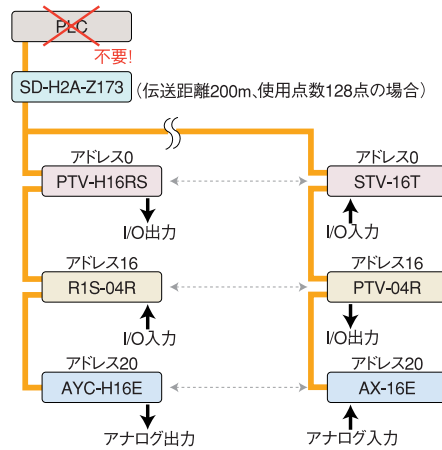 PLC
不要!
SD-H2A-Z173
(伝送距離200m、使用点数128点の場合)
アドレス0
アドレス0
PTV-H16RS
STV-16T
I/O出力
I/O入力
アドレス16
アドレス16
R1S-04R
PTV-04R
I/O入力
I/O出力
アドレス20
アドレス20
AYC-H16E
AX-16E
アナログ出力
アナログ入力